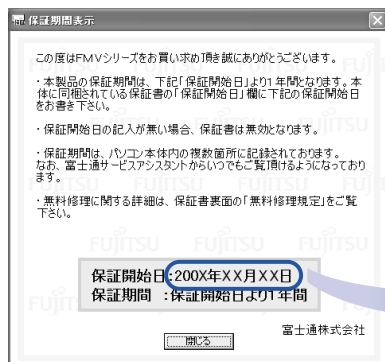 保証期間表示
この度はFMVシリーズをお買い求め頂き誠にありがとうございます。
・本製品の保証期間は、下記「保証開始日」より1年間となります。本
体に同梱されている保証書の「保証開始日」欄に下記の保証開始日
をお書き下さい。
・保証開始日の記入が無い場合、保証書は無効となります。
・保証期間は、パソコン本体内の複数箇所に記録されております。
なお、富士通サービスアシスタントからいつでもご覧頂けるようになっており
ます。
・無料修理に関する詳細は、保証書裏面の「無料修理規定」をご覧
下さい。
保証開始日:200X年XX月XX日
保証期間 :保証開始日より1年間
富士通株式会社
閉じる